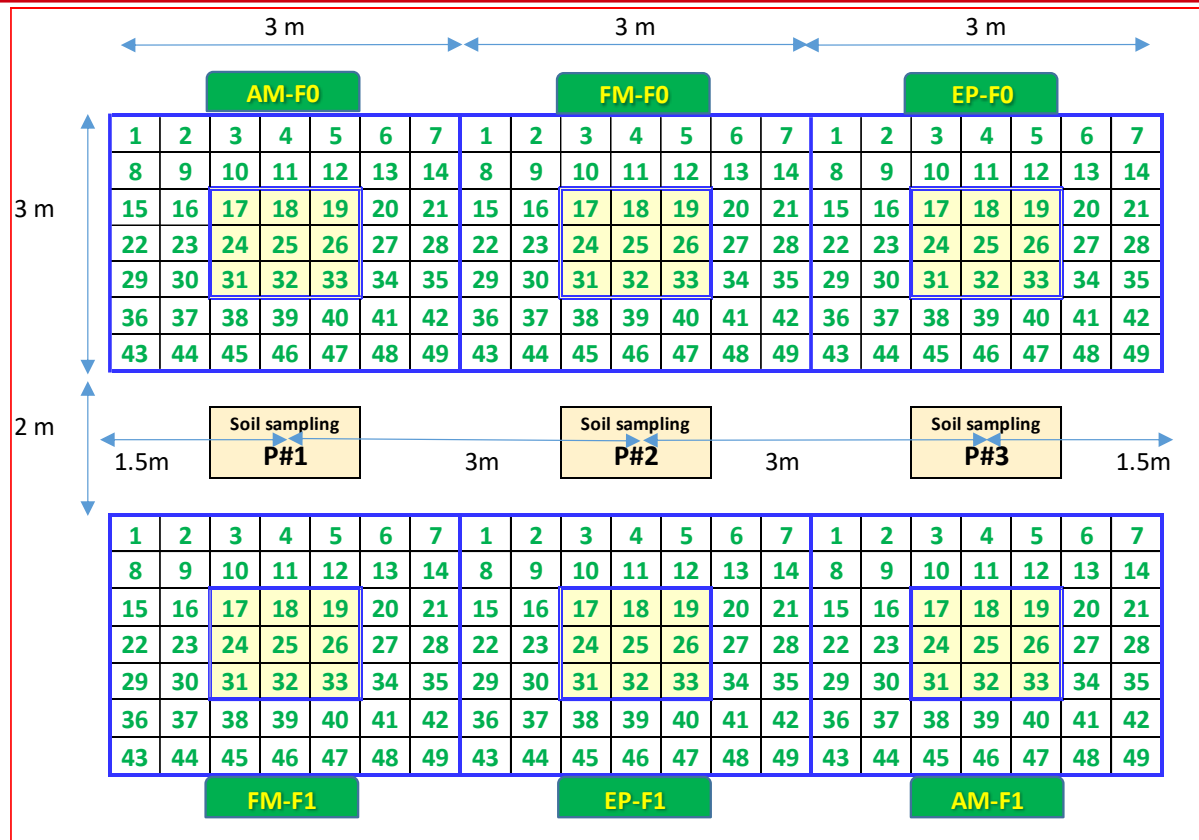 3 m 3 m 3 m
AM-F0 FM-F0 EP-F0
1 2 3 4 5 6 7 1 2 3 4 5 6 7 1 2 3 4 5 6 7
8 9 10 11 12 13 14 8 9 10 11 12 13 14 8 9 10 11 12 13 14
3 m 15 16 17 18 19 20 21 15 16 17 18 19 20 21 15 16 17 18 19 20 21
22 23 24 25 26 27 28 22 23 24 25 26 27 28 22 23 24 25 26 27 28
29 30 31 32 33 34 35 29 30 31 32 33 34 35 29 30 31 32 33 34 35
36 37 38 39 40 41 42 36 37 38 39 40 41 42 36 37 38 39 40 41 42
43 44 45 46 47 48 49 43 44 45 46 47 48 49 43 44 45 46 47 48 49
2 m Soil sampling Soil sampling Soil sampling
1.5m P#1 3m P#2 3m P#3 1.5m
1 2 3 4 5 6 7 1 2 3 4 5 6 7 1 2 3 4 5 6 7
8 9 10 11 12 13 14 8 9 10 11 12 13 14 8 9 10 11 12 13 14
15 16 17 18 19 20 21 15 16 17 18 19 20 21 15 16 17 18 19 20 21
22 23 24 25 26 27 28 22 23 24 25 26 27 28 22 23 24 25 26 27 28
29 30 31 32 33 34 35 29 30 31 32 33 34 35 29 30 31 32 33 34 35
36 37 38 39 40 41 42 36 37 38 39 40 41 42 36 37 38 39 40 41 42
43 44 45 46 47 48 49 43 44 45 46 47 48 49 43 44 45 46 47 48 49
FM-F1 EP-F1 AM-F1